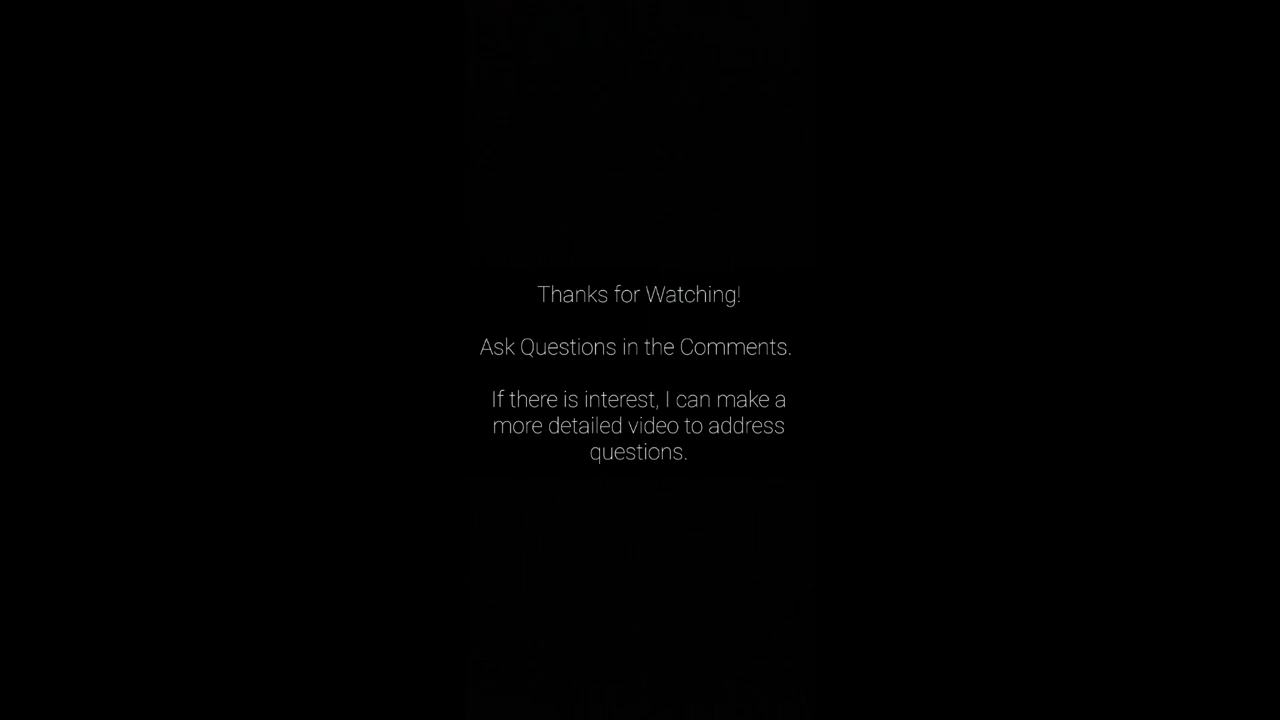 Thanks for Watching!
Ask Questions in the Comments.
If there is interest, I can make a
more detailed video to address
questions.